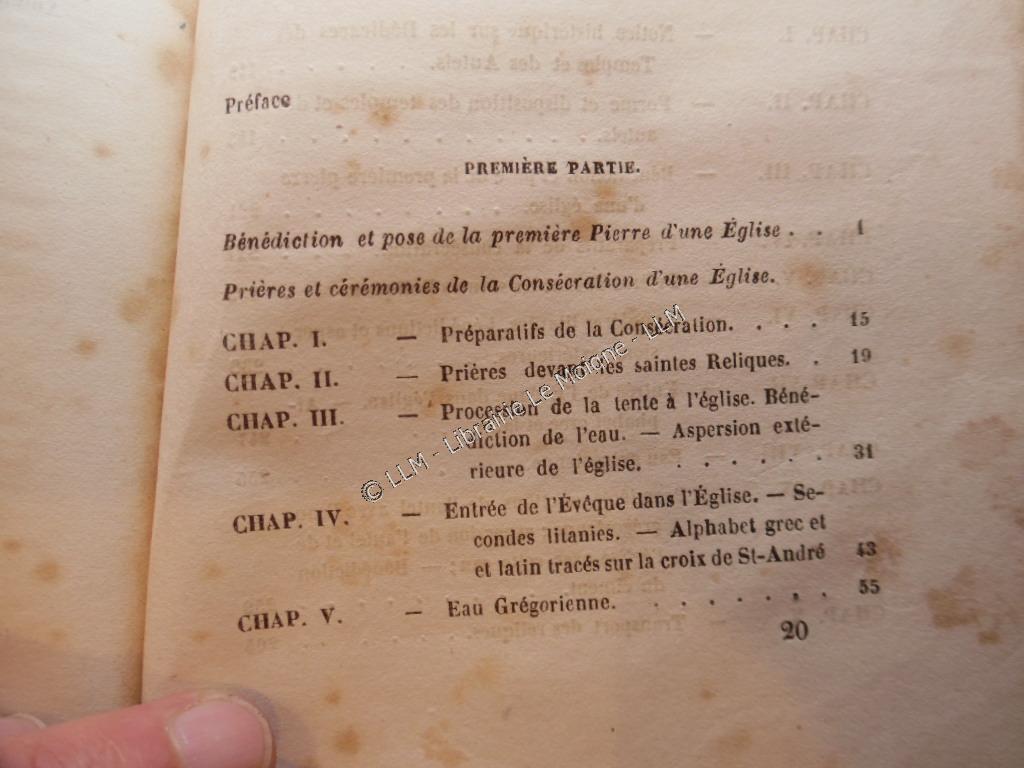 Préface
PREMIÈRE PARTIE.
Bénédiction et pose de la première Pierre d'une Église . . 1
Prières et cérémonies de la Consécration d'une Église.
CHAP. I. — Préparatifs de la Consécration. . . . . 15
CHAP. II. — Prières devant les saintes Reliques. . 19
CHAP. III. — Procession de la tente à l'église. Béné-
diction de l'eau. — Aspersion exté-
rieure de l'église. . . . . . . 31
CHAP. IV. — Entrée de l'Évêque dans l'Église. — Se-
condes litanies. — Alphabet grec et
et latin tracés sur la croix de St-André 43
CHAP. V. — Eau Grégorienne. . . . . . . . 55
20
© LLM - Librairie Le Moigne - LLM